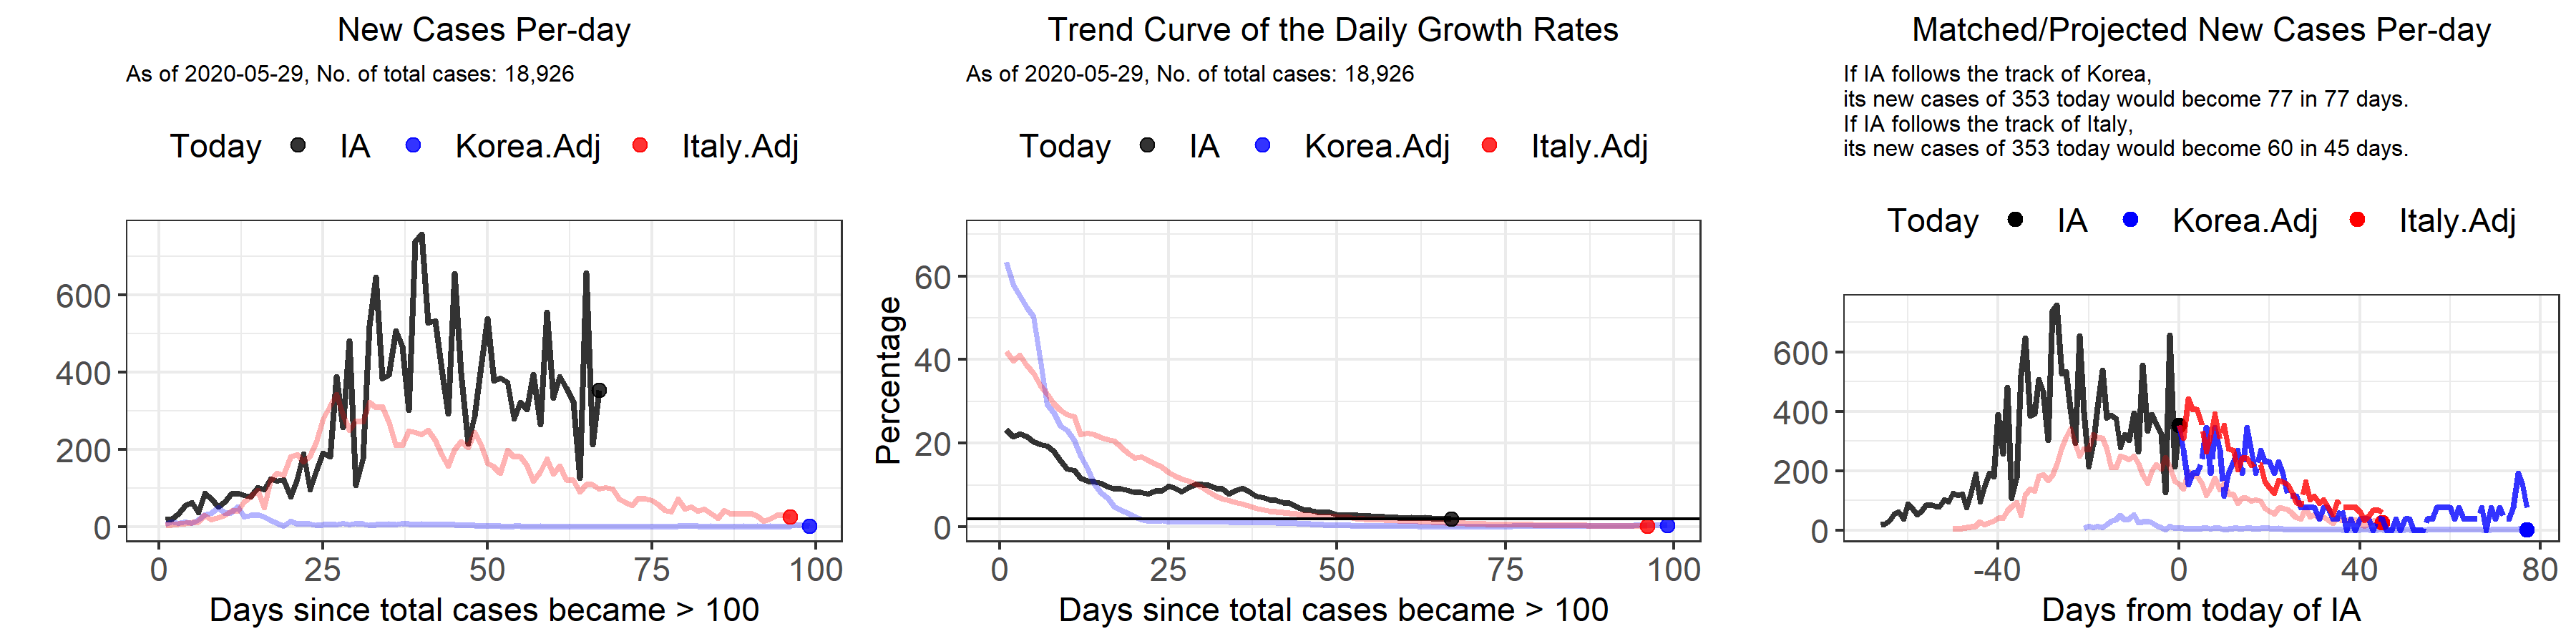 New Cases Per-day
As of 2020-05-29, No. of total cases: 18,926
Today IA Korea.Adj Italy.Adj
600
400
200
0
0 25 50 75 100
Days since total cases became > 100
Trend Curve of the Daily Growth Rates
As of 2020-05-29, No. of total cases: 18,926
Today IA Korea.Adj Italy.Adj
Percentage
60
40
20
0
0 25 50 75 100
Days since total cases became > 100
Matched/Projected New Cases Per-day
If IA follows the track of Korea,
its new cases of 353 today would become 77 in 77 days.
If IA follows the track of Italy,
its new cases of 353 today would become 60 in 45 days.
Today IA Korea.Adj Italy.Adj
600
400
200
0
-40 0 40 80
Days from today of IA